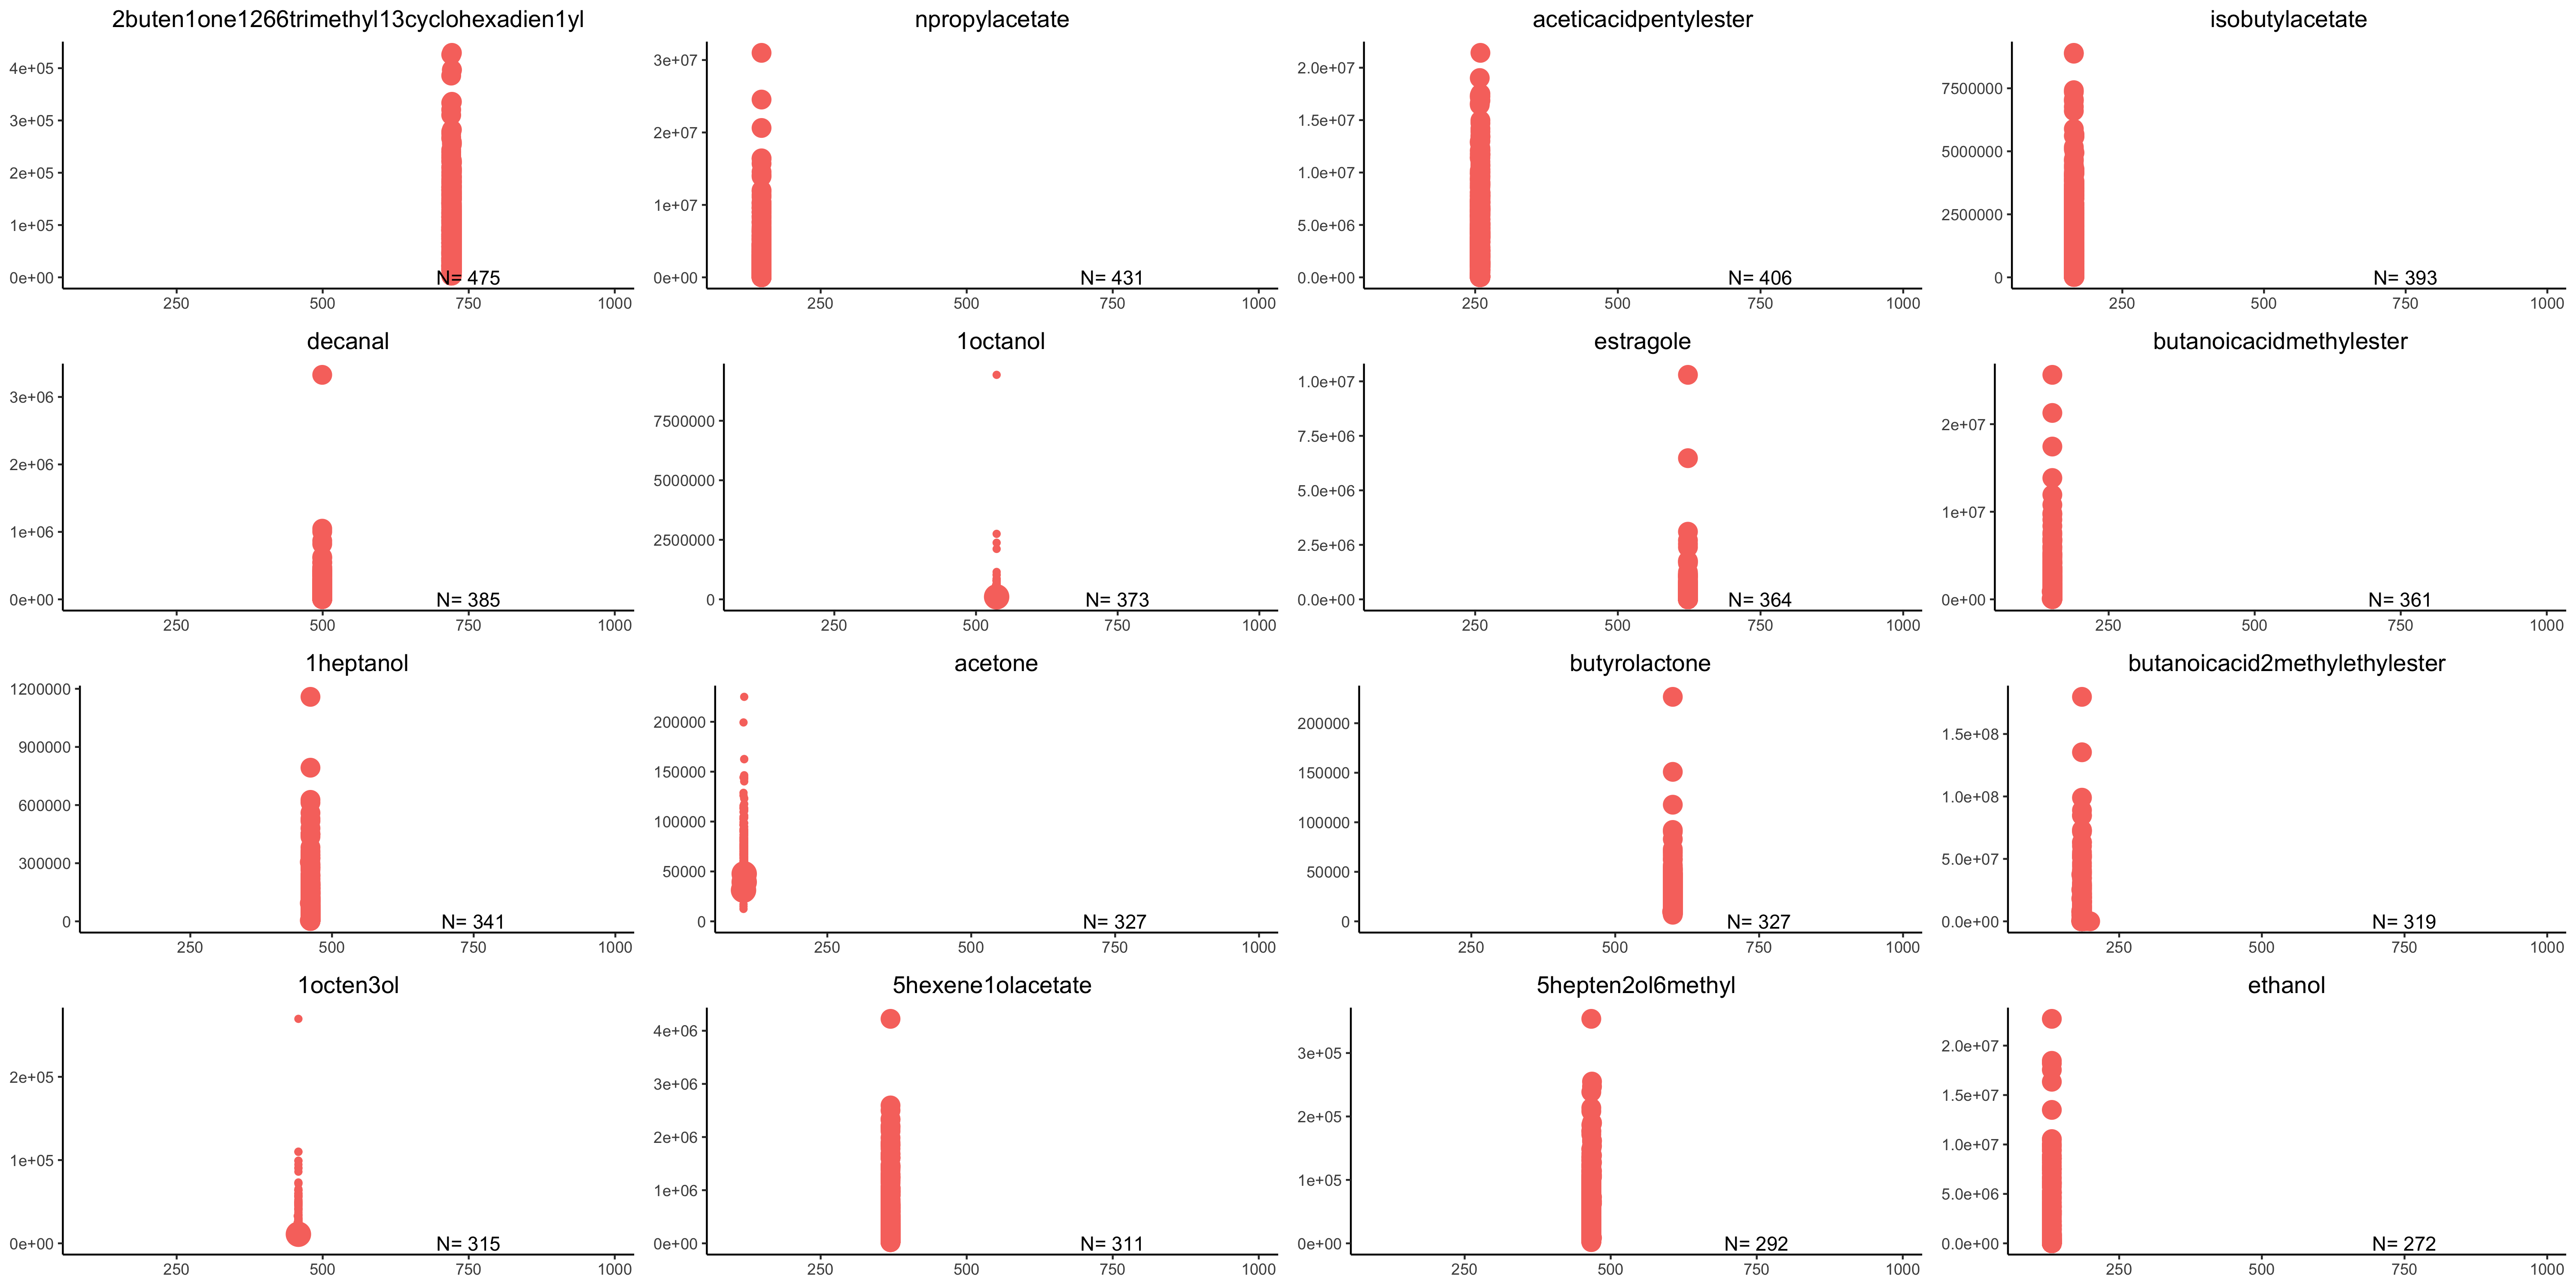 2buten1one1266trimethyl13cyclohexadien1yl
4e+05
3e+05
2e+05
1e+05
0e+00
N= 475
250 500 750 1000
npropylacetate
3e+07
2e+07
1e+07
0e+00
N= 431
250 500 750 1000
aceticacidpentylester
2.0e+07
1.5e+07
1.0e+07
5.0e+06
0.0e+00
N= 406
250 500 750 1000
isobutylacetate
7500000
5000000
2500000
0
N= 393
250 500 750 1000
decanal
3e+06
2e+06
1e+06
0e+00
N= 385
250 500 750 1000
1octanol
7500000
5000000
2500000
0
N= 373
250 500 750 1000
estragole
1.0e+07
7.5e+06
5.0e+06
2.5e+06
0.0e+00
N= 364
250 500 750 1000
butanoicacidmethylester
2e+07
1e+07
0e+00
N= 361
250 500 750 1000
1heptanol
1200000
900000
600000
300000
0
N= 341
250 500 750 1000
acetone
200000
150000
100000
50000
0
N= 327
250 500 750 1000
butyrolactone
200000
150000
100000
50000
0
N= 327
250 500 750 1000
butanoicacid2methylethylester
1.5e+08
1.0e+08
5.0e+07
0.0e+00
N= 319
250 500 750 1000
1octen3ol
2e+05
1e+05
0e+00
N= 315
250 500 750 1000
5hexene1olacetate
4e+06
3e+06
2e+06
1e+06
0e+00
N= 311
250 500 750 1000
5hepten2ol6methyl
3e+05
2e+05
1e+05
0e+00
N= 292
250 500 750 1000
ethanol
2.0e+07
1.5e+07
1.0e+07
5.0e+06
0.0e+00
N= 272
250 500 750 1000